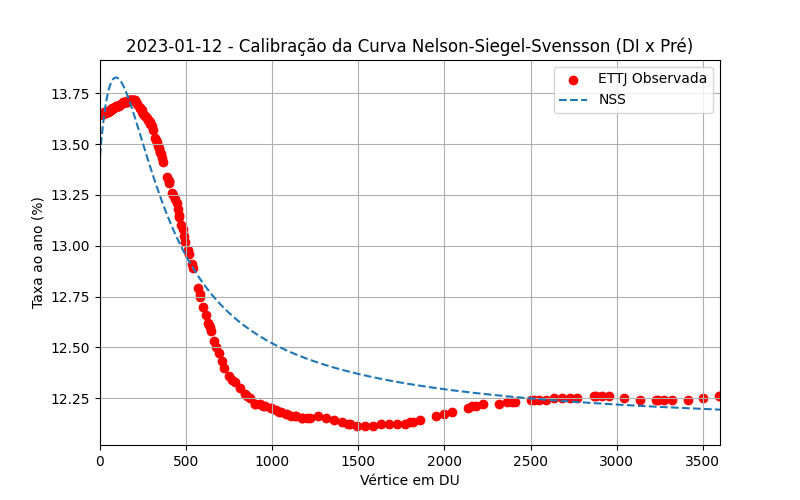 2023-01-12 - Calibração da Curva Nelson-Siegel-Svensson (DI x Pré)
ETTJ Observada
NSS
Taxa ao ano (%)
13.75
13.50
13.25
13.00
12.75
12.50
12.25
0 500 1000 1500 2000 2500 3000 3500
Vértice em DU